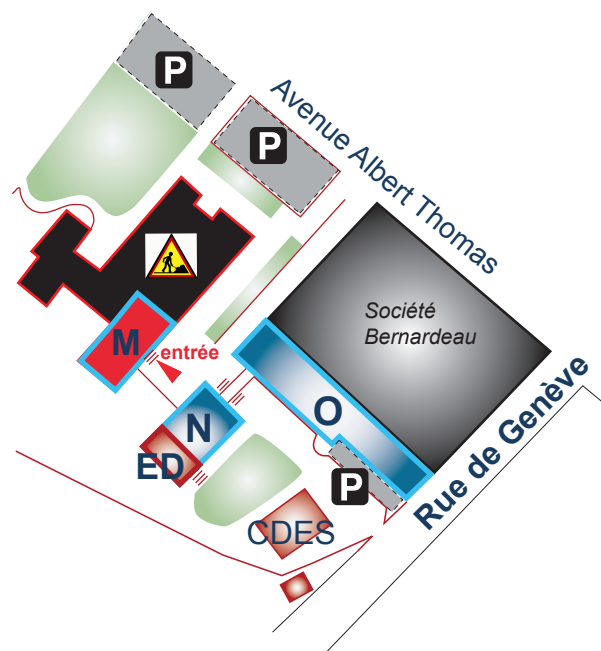 P
P
Avenue Albert Thomas
Société
Bernardeau
M
entrée
O
N
ED
P
CDES
Rue de Genève